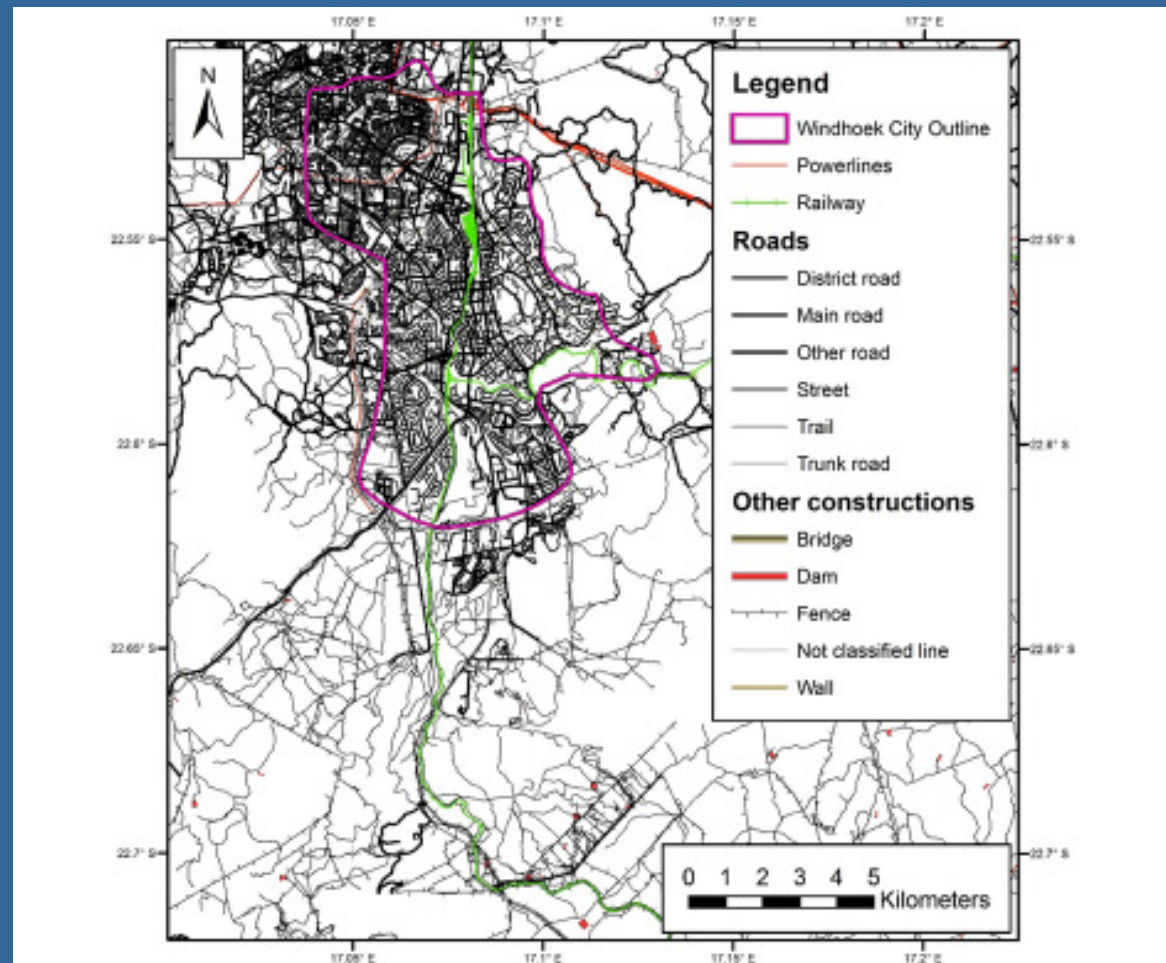 17.05° E 17.1° E 17.15° E 17.2° E
N
Legend
Windhoek City Outline
Powerlines
Railway
Roads
22.55° S 22.55° S
District road
Main road
Other road
Street
Trail
22.6° S 22.6° S
Trunk road
Other constructions
Bridge
Dam
Fence
22.65° S 22.65° S
Not classified line
Wall
22.7° S 22.7° S
0 1 2 3 4 5
Kilometers
17.05° E 17.1° E 17.15° E 17.2° E